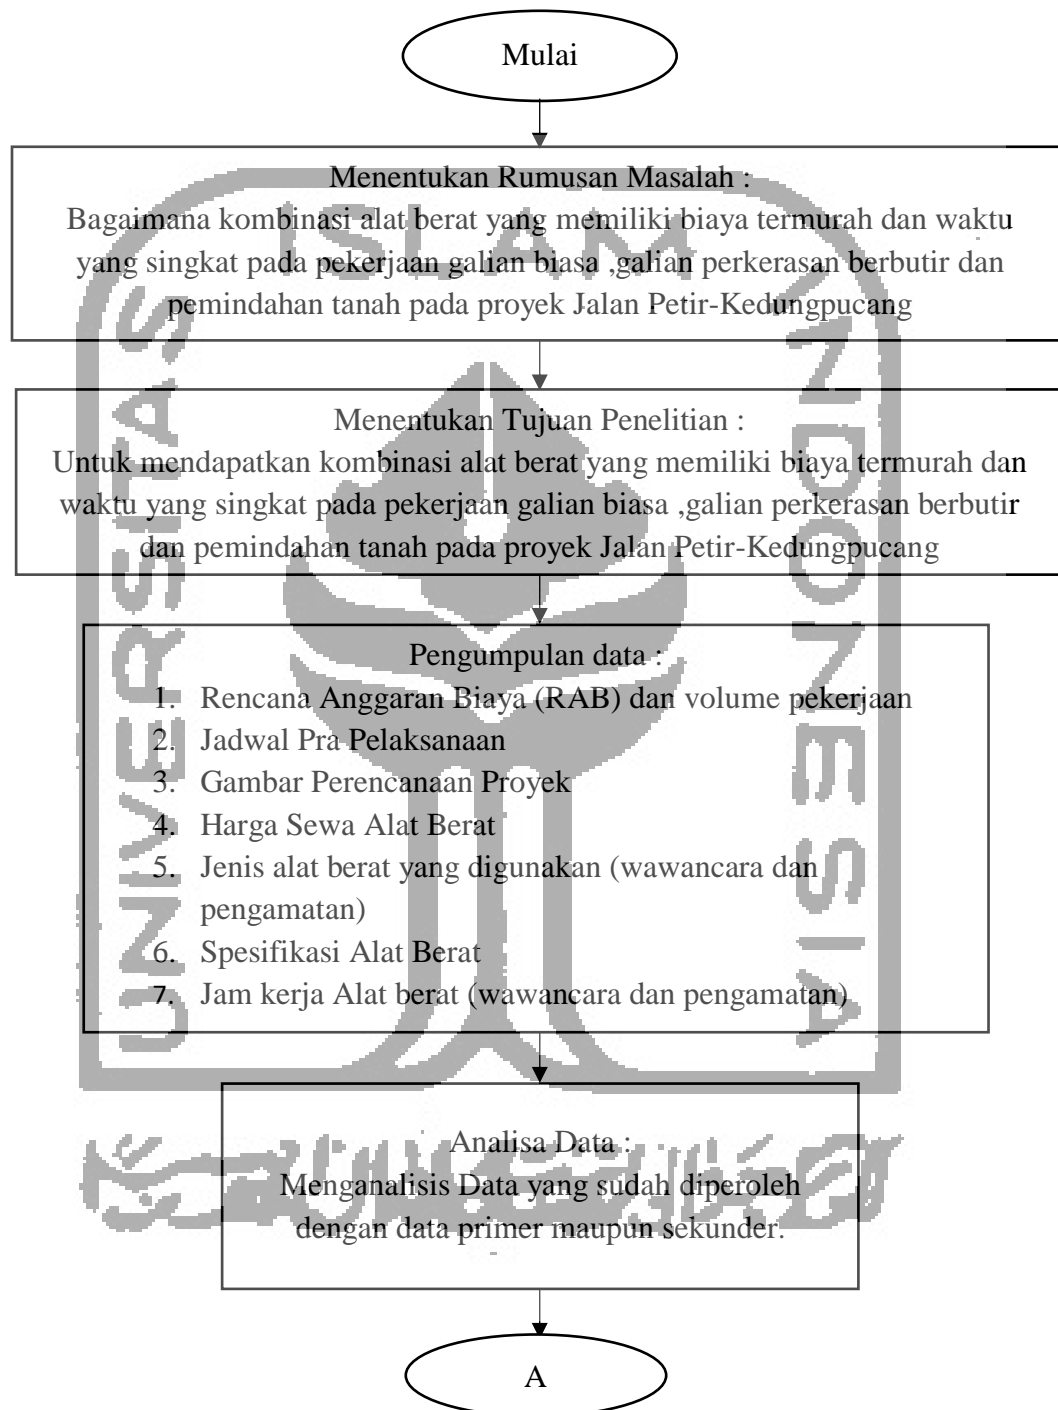 Mulai
Menentukan Rumusan Masalah :
Bagaimana kombinasi alat berat yang memiliki biaya termurah dan waktu
yang singkat pada pekerjaan galian biasa ,galian perkerasan berbutir dan
pemindahan tanah pada proyek Jalan Petir-Kedungpucang
Menentukan Tujuan Penelitian :
Untuk mendapatkan kombinasi alat berat yang memiliki biaya termurah dan
waktu yang singkat pada pekerjaan galian biasa ,galian perkerasan berbutir
dan pemindahan tanah pada proyek Jalan Petir-Kedungpucang
Pengumpulan data :
1. Rencana Anggaran Biaya (RAB) dan volume pekerjaan
2. Jadwal Pra Pelaksanaan
3. Gambar Perencanaan Proyek
4. Harga Sewa Alat Berat
5. Jenis alat berat yang digunakan (wawancara dan
pengamatan)
6. Spesifikasi Alat Berat
7. Jam kerja Alat berat (wawancara dan pengamatan)
Analisa Data :
Menganalisis Data yang sudah diperoleh
dengan data primer maupun sekunder.
A
UNIVERSITAS
ISLAM
INDONESIA